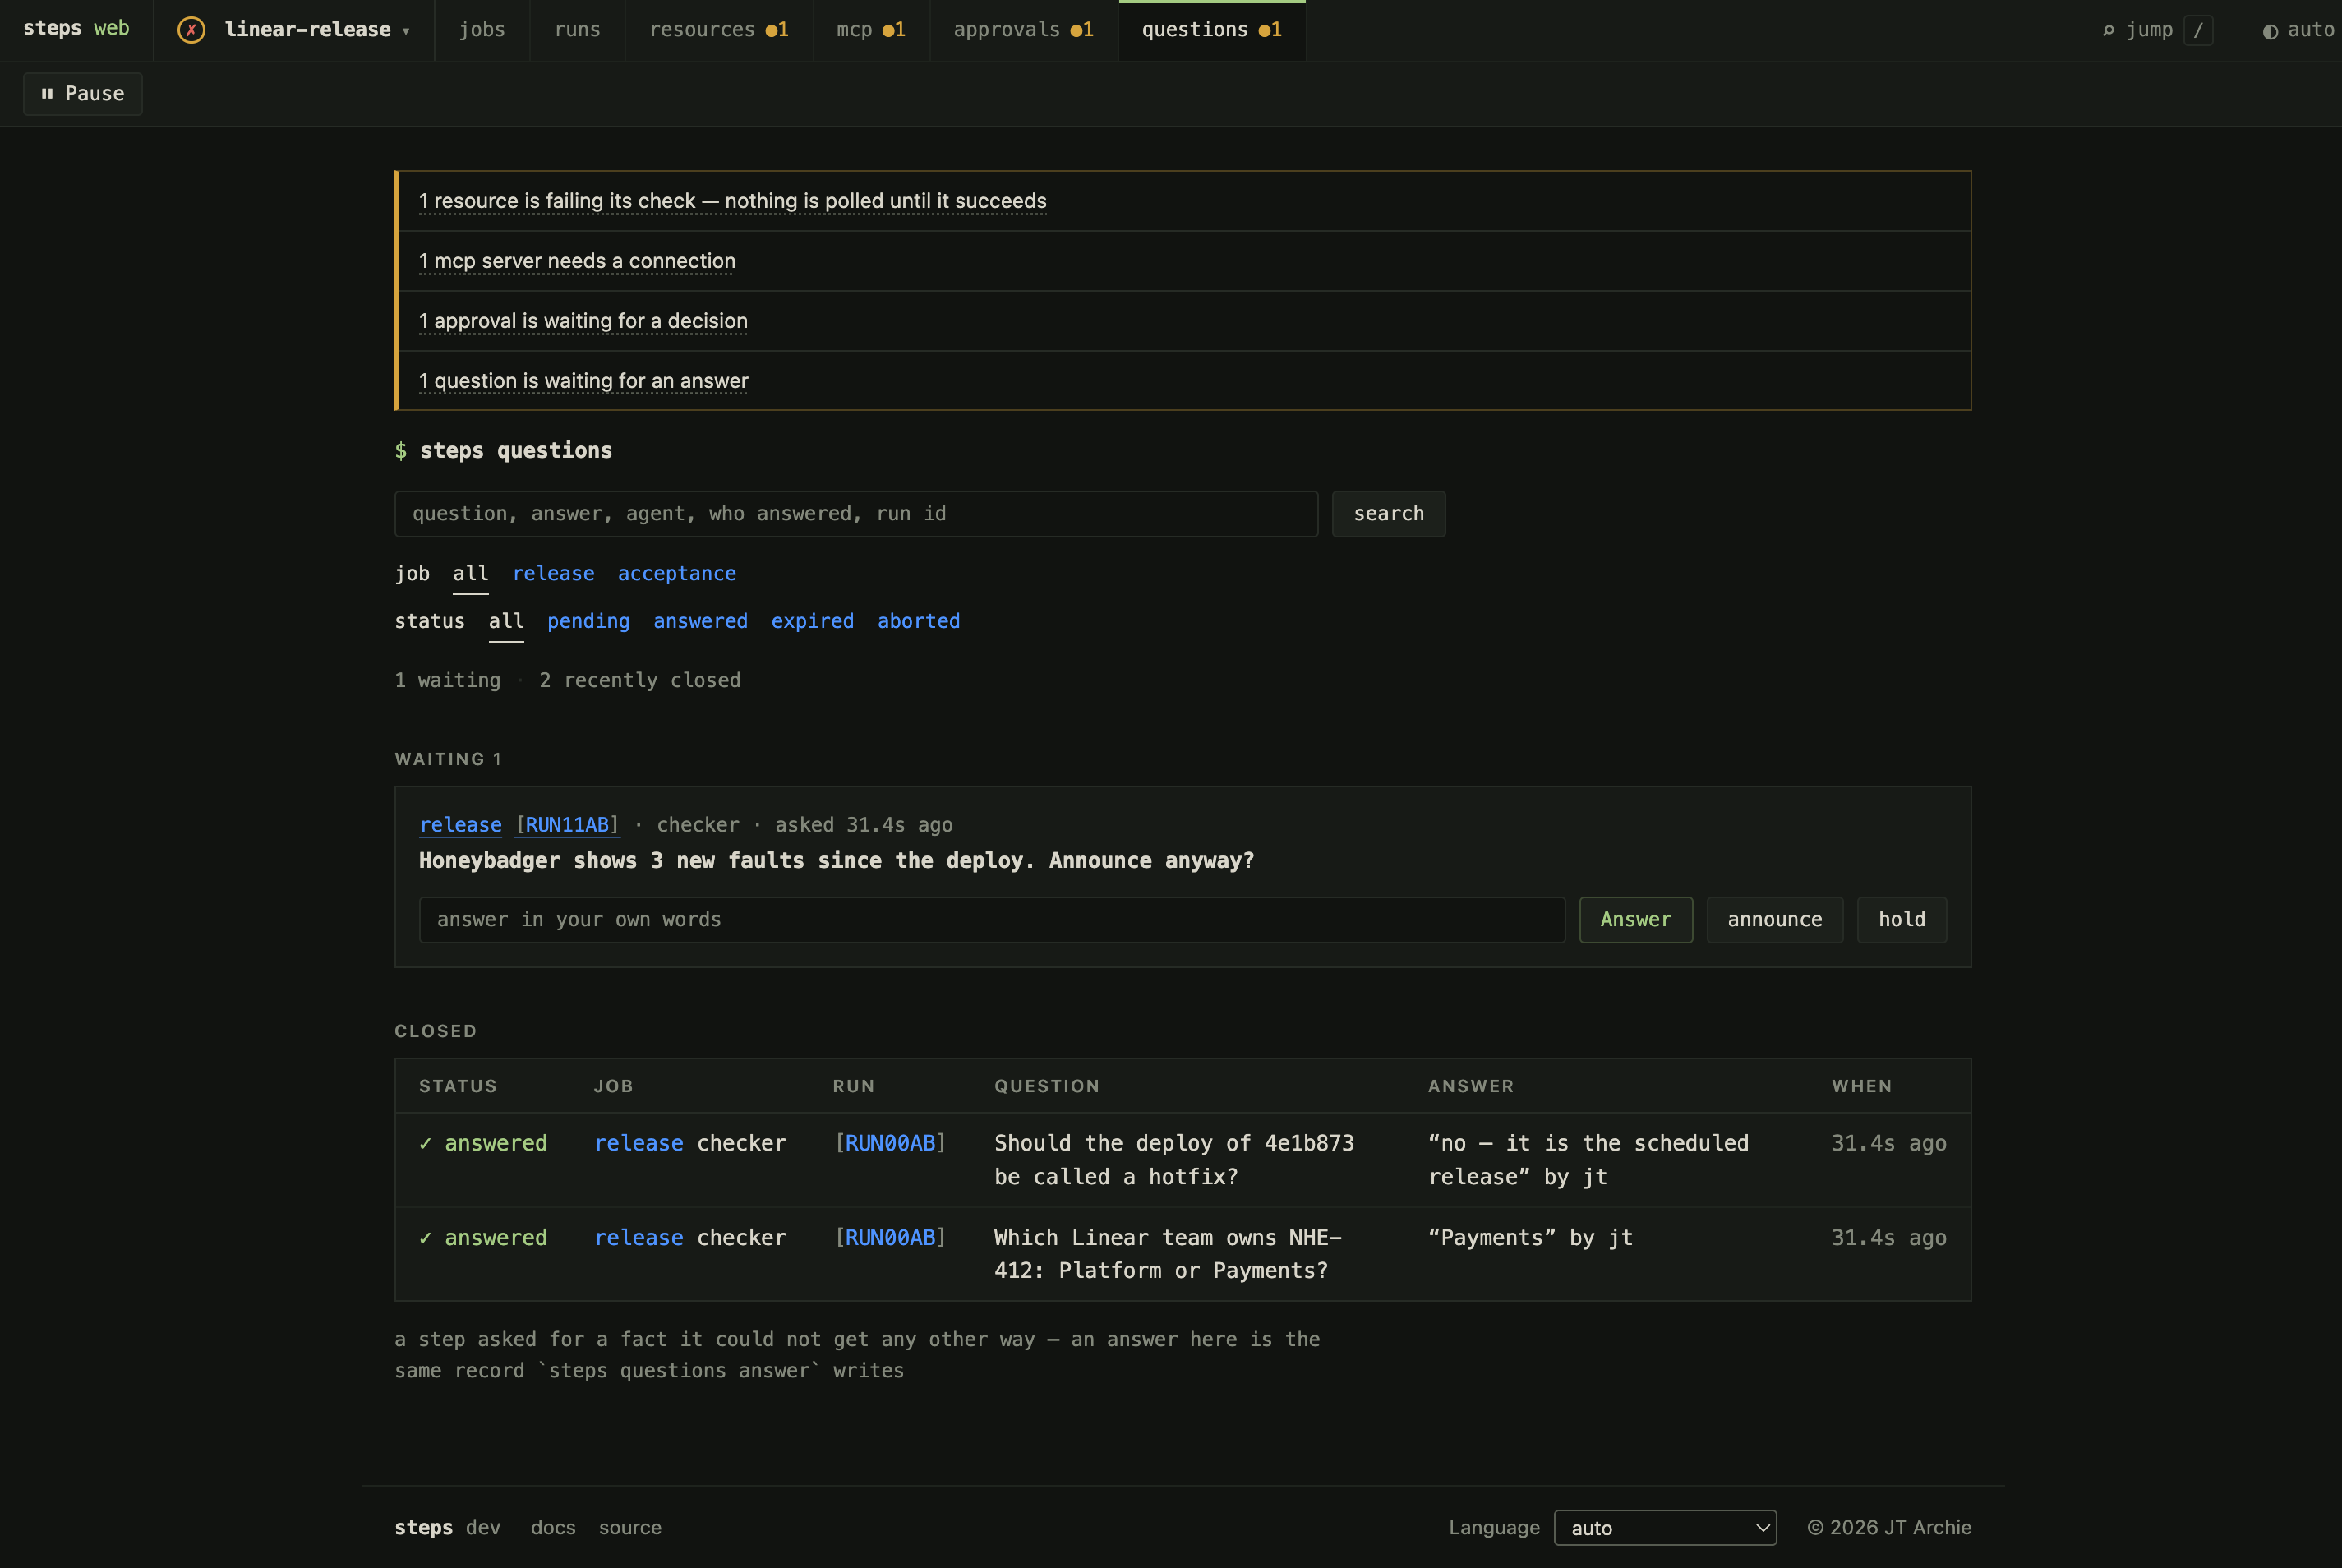 steps web ✗ linear-release ▾ jobs runs resources ●1 mcp ●1 approvals ●1 questions ●1 ⌕ jump / ◐ auto
⏸ Pause
1 resource is failing its check — nothing is polled until it succeeds
1 mcp server needs a connection
1 approval is waiting for a decision
1 question is waiting for an answer
$ steps questions
question, answer, agent, who answered, run id search
job all release acceptance
status all pending answered expired aborted
1 waiting · 2 recently closed
WAITING 1
release [RUN11AB] · checker · asked 31.4s ago
Honeybadger shows 3 new faults since the deploy. Announce anyway?
answer in your own words Answer announce hold
CLOSED
STATUS JOB RUN QUESTION ANSWER WHEN
✓ answered release checker [RUN00AB] Should the deploy of 4e1b873 “no — it is the scheduled 31.4s ago
be called a hotfix? release” by jt
✓ answered release checker [RUN00AB] Which Linear team owns NHE- “Payments” by jt 31.4s ago
412: Platform or Payments?
a step asked for a fact it could not get any other way — an answer here is the
same record `steps questions answer` writes
steps dev docs source Language auto © 2026 JT Archie